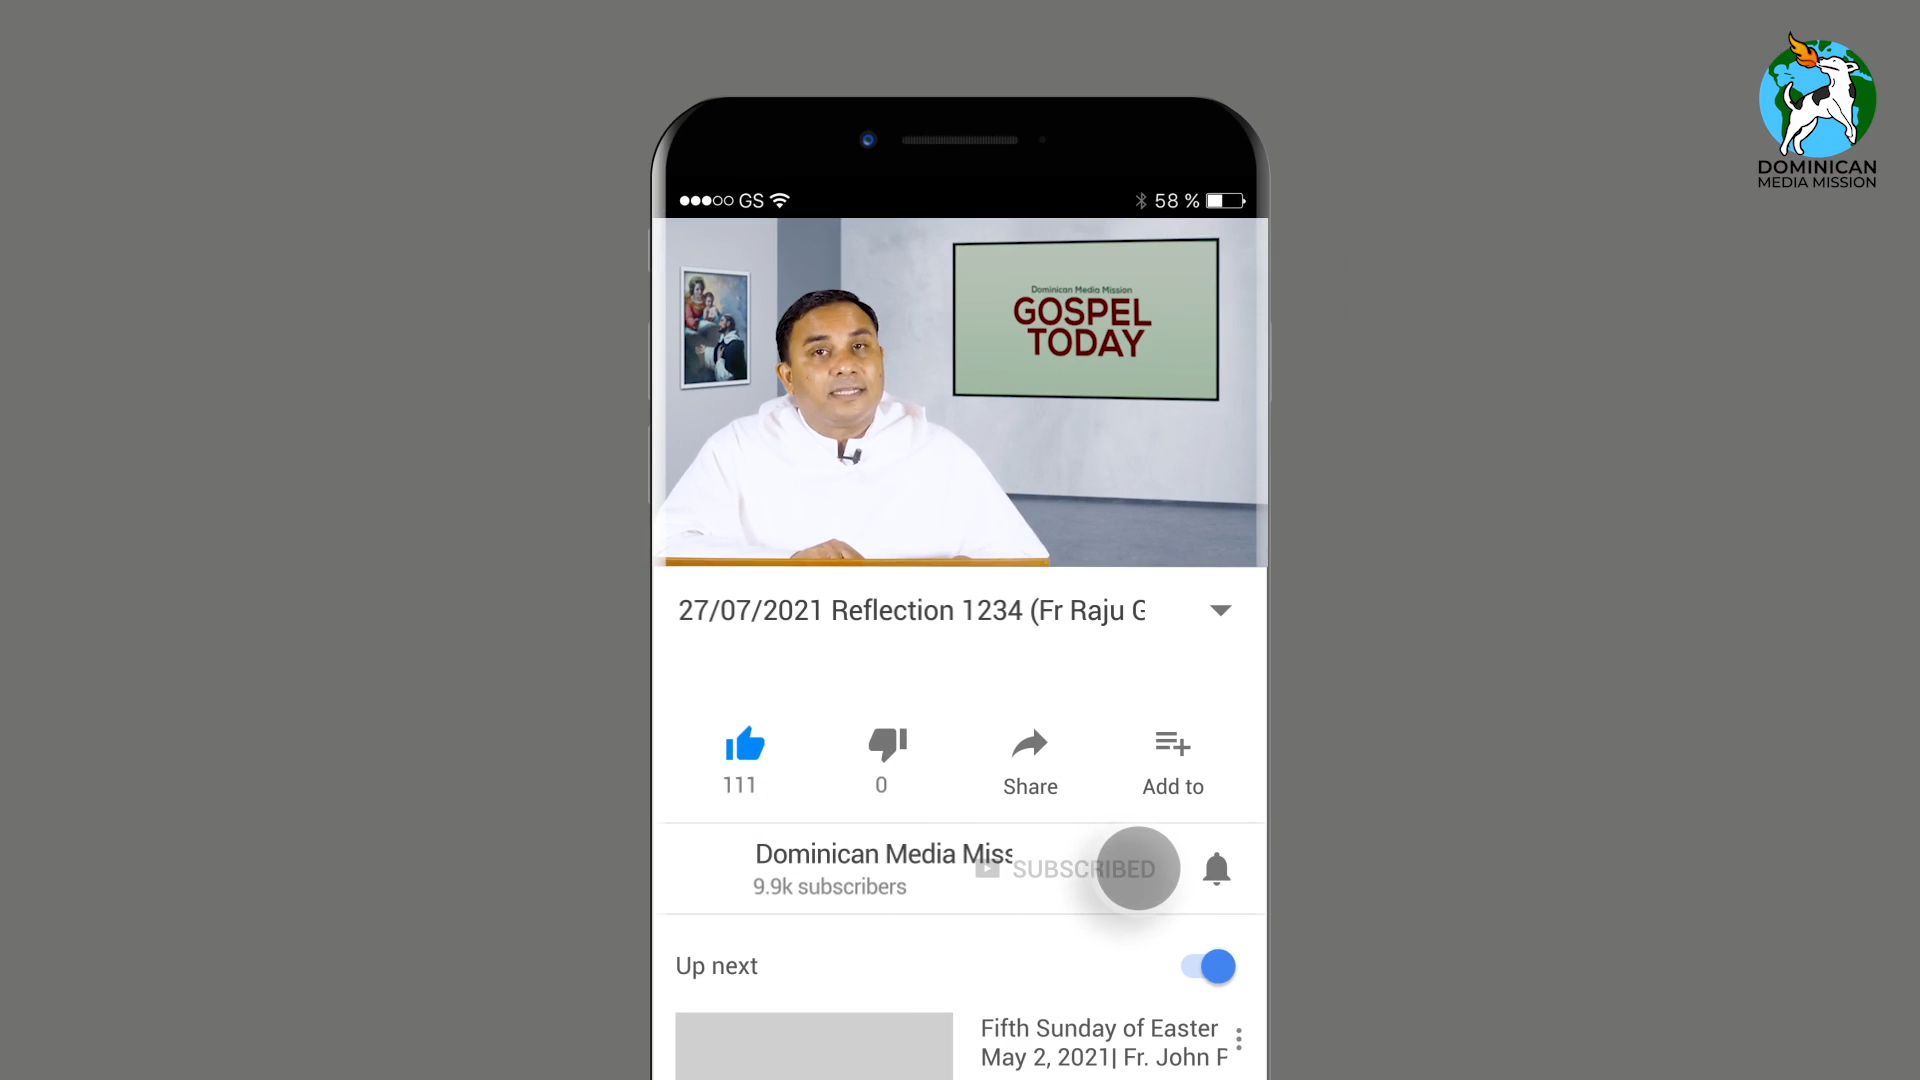 DOMINICAN
MEDIA MISSION
GS
58 %
Dominican Media Mission
GOSPEL
TODAY
27/07/2021 Reflection 1234 (Fr Raju G
111
0
Share
Add to
Dominican Media Miss
SUBSCRIBED
9.9k subscribers
Up next
Fifth Sunday of Easter
May 2, 2021| Fr. John F